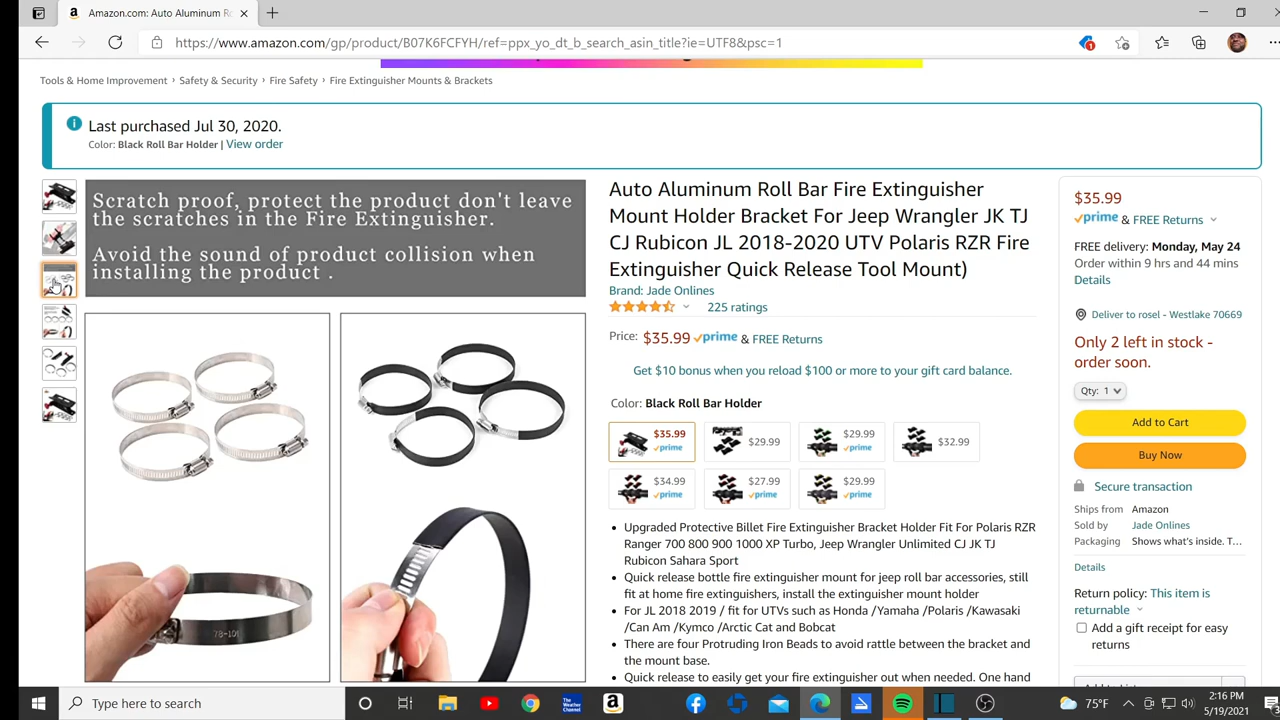 Amazon.com: Auto Aluminum Ro
https://www.amazon.com/gp/product/B07K6FCFYH/ref=ppx_yo_dt_b_search_asin_title?ie=UTF8&psc=1
1
Tools & Home Improvement › Safety & Security › Fire Safety › Fire Extinguisher Mounts & Brackets
Last purchased Jul 30, 2020.
Color: Black Roll Bar Holder | View order
Scratch proof, protect the product don't leave
the scratches in the Fire Extinguisher.
Avoid the sound of product collision when
installing the product .
78-101
Auto Aluminum Roll Bar Fire Extinguisher
Mount Holder Bracket For Jeep Wrangler JK TJ
CJ Rubicon JL 2018-2020 UTV Polaris RZR Fire
Extinguisher Quick Release Tool Mount)
Brand: Jade Onlines
225 ratings
Price: $35.99 prime & FREE Returns
Get $10 bonus when you reload $100 or more to your gift card balance.
Color: Black Roll Bar Holder
$35.99 prime
$29.99
$29.99 prime
$32.99
$34.99 prime
$27.99 prime
$29.99 prime
• Upgraded Protective Billet Fire Extinguisher Bracket Holder Fit For Polaris RZR
Ranger 700 800 900 1000 XP Turbo, Jeep Wrangler Unlimited CJ JK TJ
Rubicon Sahara Sport
• Quick release bottle fire extinguisher mount for jeep roll bar accessories, still
fit at home fire extinguishers, install the extinguisher mount holder
• For JL 2018 2019 / fit for UTVs such as Honda /Yamaha /Polaris /Kawasaki
/Can Am /Kymco /Arctic Cat and Bobcat
• There are four Protruding Iron Beads to avoid rattle between the bracket and
the mount base.
• Quick release to easily get your fire extinguisher out when needed. One hand
$35.99
prime & FREE Returns
FREE delivery: Monday, May 24
Order within 9 hrs and 44 mins
Details
Deliver to rosel - Westlake 70669
Only 2 left in stock -
order soon.
Qty: 1
Add to Cart
Buy Now
Secure transaction
Ships from Amazon
Sold by Jade Onlines
Packaging Shows what's inside. T…
Details
Return policy: This item is
returnable
Add a gift receipt for easy
returns
Type here to search
The Weather Channel
75°F
2:16 PM
5/19/2021